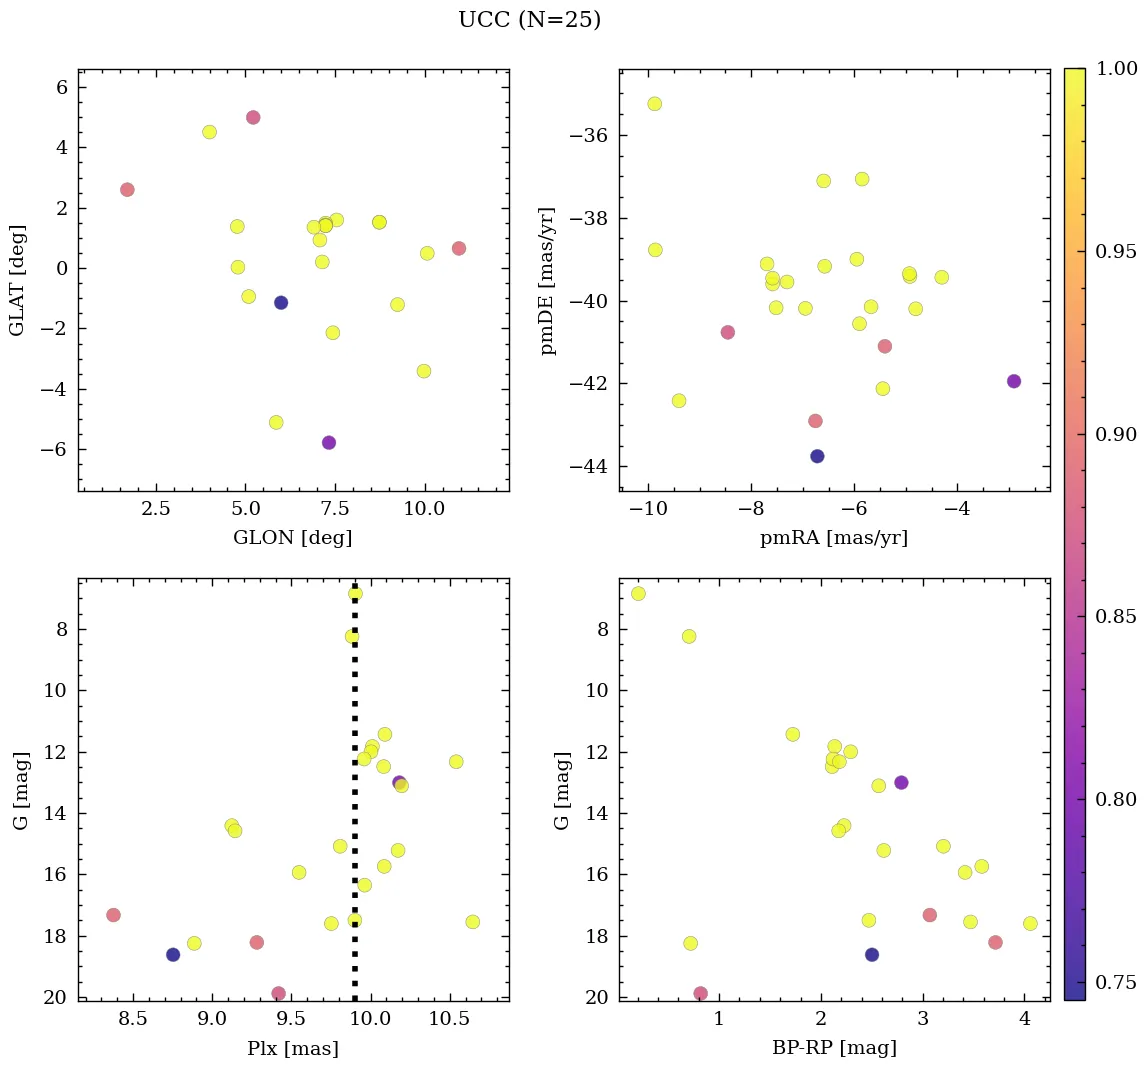 UCC (N=25)
6
4
2
0
−2
−4
−6
GLAT [deg]
2.5 5.0 7.5 10.0
GLON [deg]
−36
−38
−40
−42
−44
pmDE [mas/yr]
−10 −8 −6 −4
pmRA [mas/yr]
8
10
12
14
16
18
20
G [mag]
8.5 9.0 9.5 10.0 10.5
Plx [mas]
8
10
12
14
16
18
20
G [mag]
1 2 3 4
BP-RP [mag]
1.00
0.95
0.90
0.85
0.80
0.75